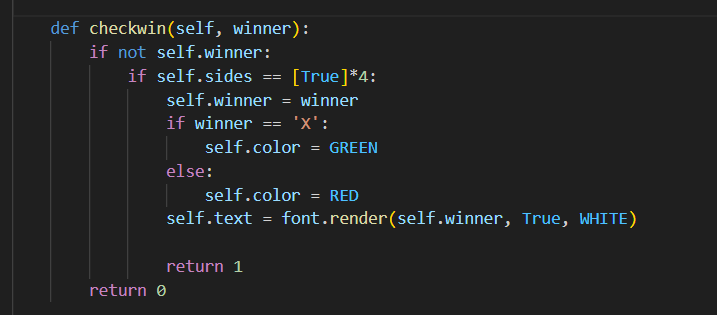 def checkwin(self, winner):
    if not self.winner:
        if self.sides == [True]*4:
            self.winner = winner
            if winner == 'X':
                self.color = GREEN
            else:
                self.color = RED
            self.text = font.render(self.winner, True, WHITE)

            return 1
    return 0